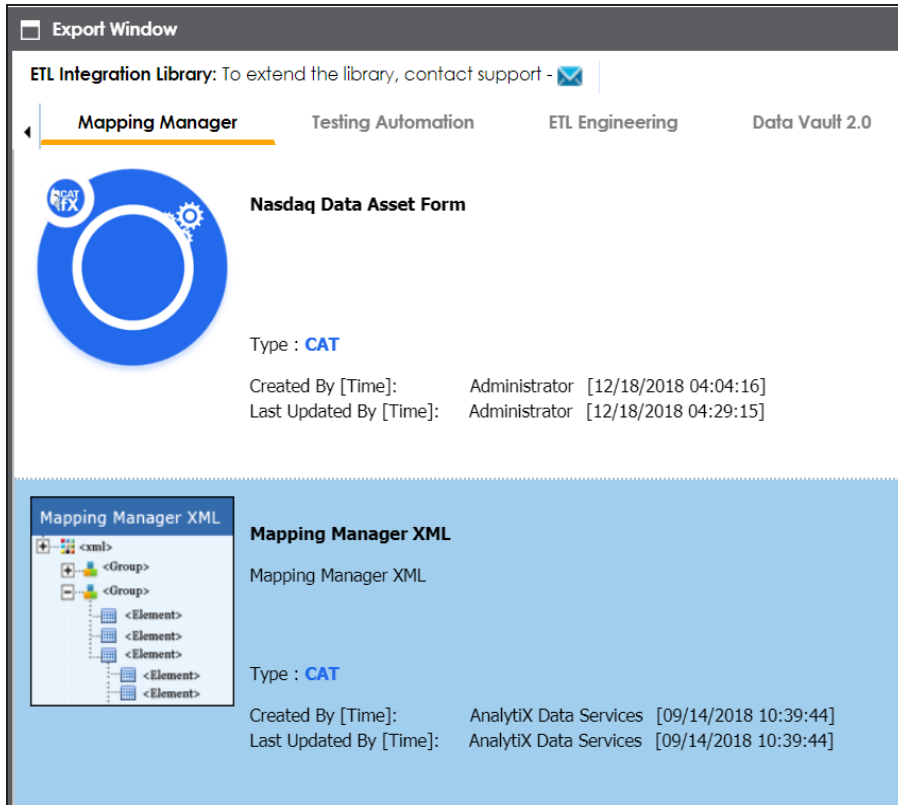 Export Window
ETL Integration Library: To extend the library, contact support -
Mapping Manager Testing Automation ETL Engineering Data Vault 2.0
CAT
fX
Nasdaq Data Asset Form
Type : CAT
Created By [Time]: Administrator [12/18/2018 04:04:16]
Last Updated By [Time]: Administrator [12/18/2018 04:29:15]
Mapping Manager XML
<xml>
<Group>
<Group>
<Element>
<Element>
<Element>
<Element>
<Element>
Mapping Manager XML
Mapping Manager XML
Type : CAT
Created By [Time]: AnalytiX Data Services [09/14/2018 10:39:44]
Last Updated By [Time]: AnalytiX Data Services [09/14/2018 10:39:44]